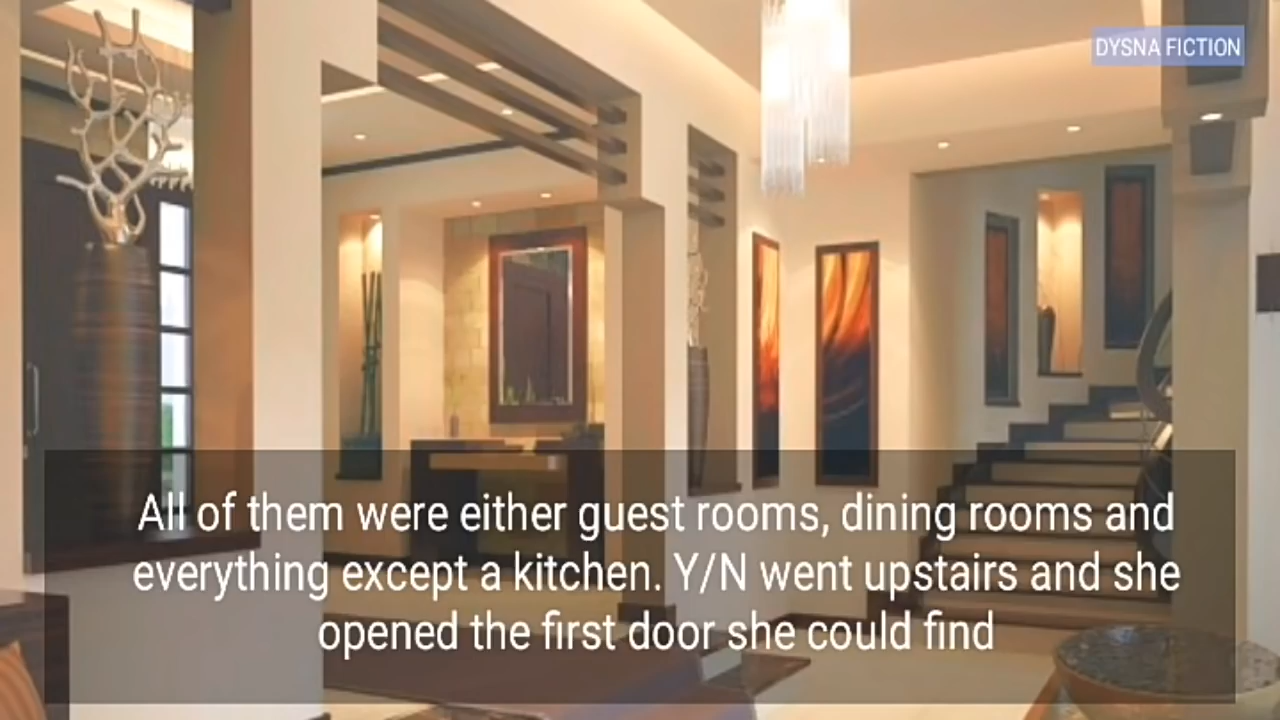 DYSNA FICTION
All of them were either guest rooms, dining rooms and
everything except a kitchen. Y/N went upstairs and she
opened the first door she could find